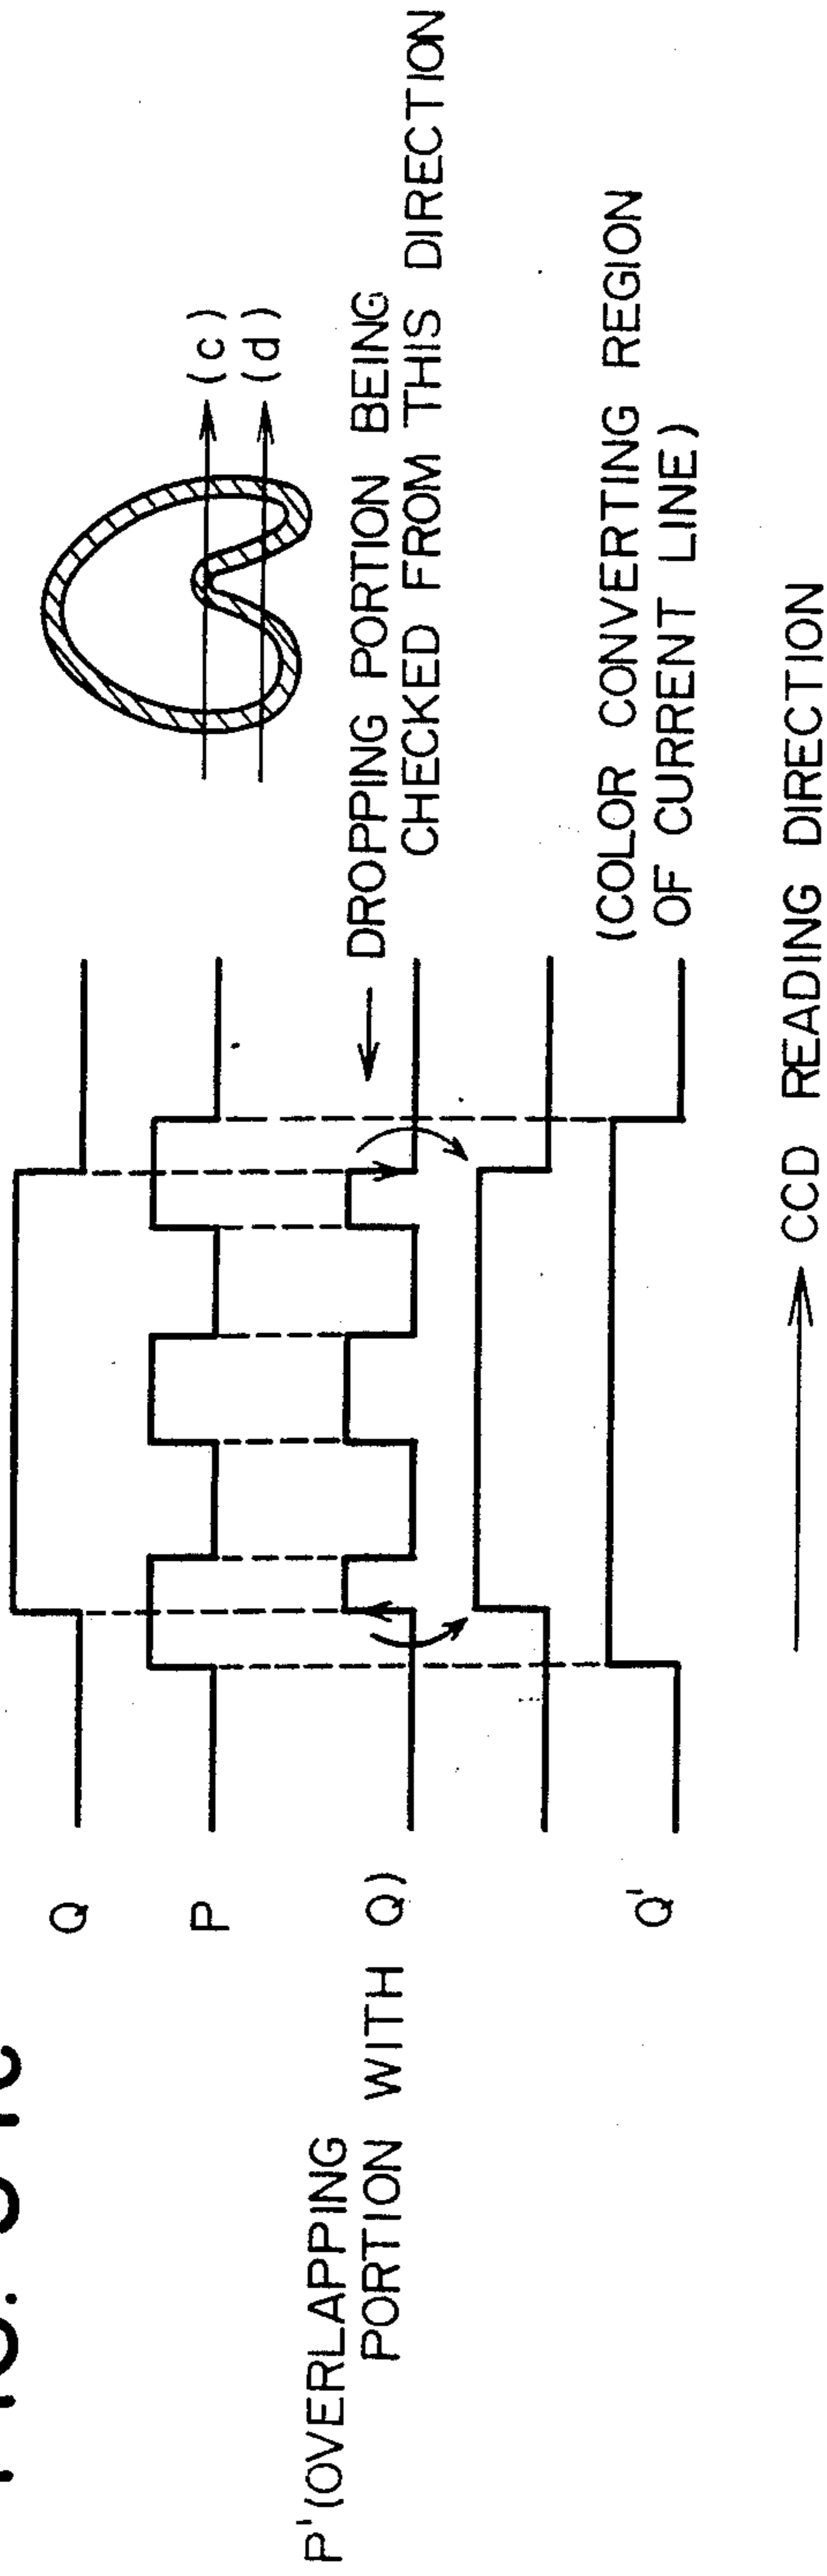 Q
P
P'(OVERLAPPING
PORTION WITH Q)
Q'
(c)
(d)
DROPPING PORTION BEING
CHECKED FROM THIS DIRECTION
(COLOR CONVERTING REGION
OF CURRENT LINE)
CCD READING DIRECTION